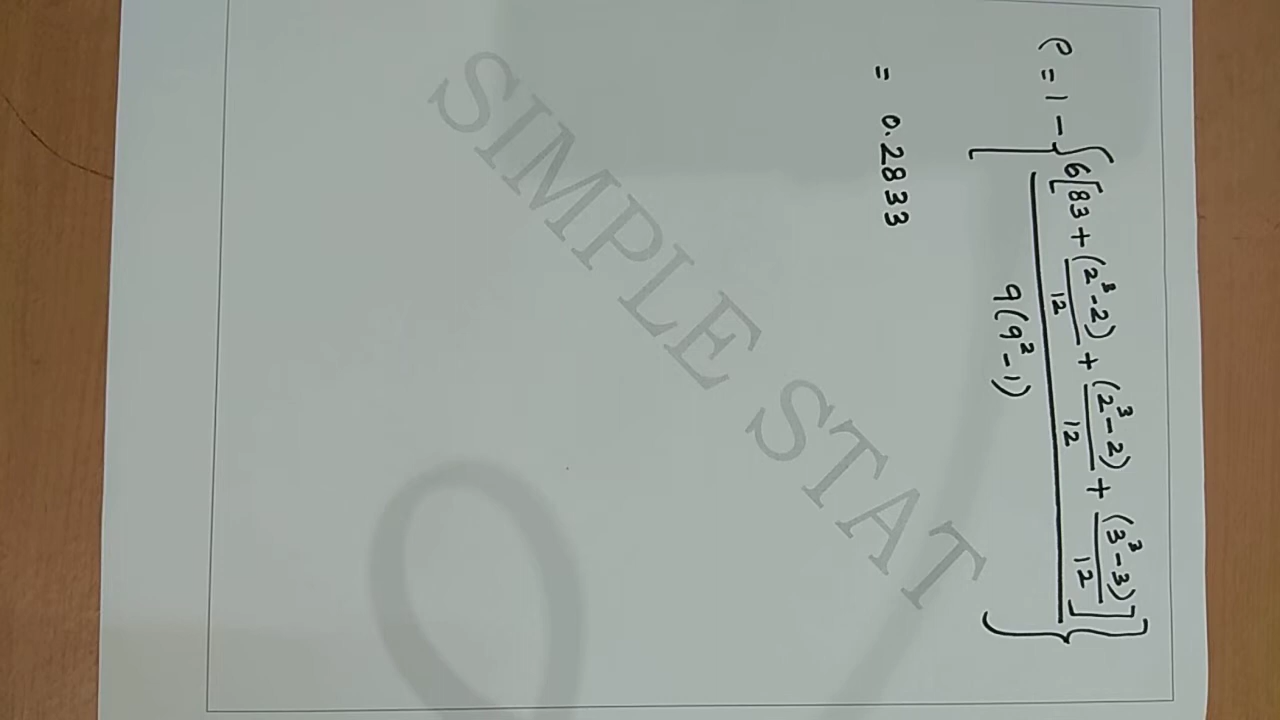 ρ = 1 - {6[83 + (2³-2)/12 + (2³-2)/12 + (3³-3)/12] / 9(9²-1)}
= 0.2833
SIMPLE STAT